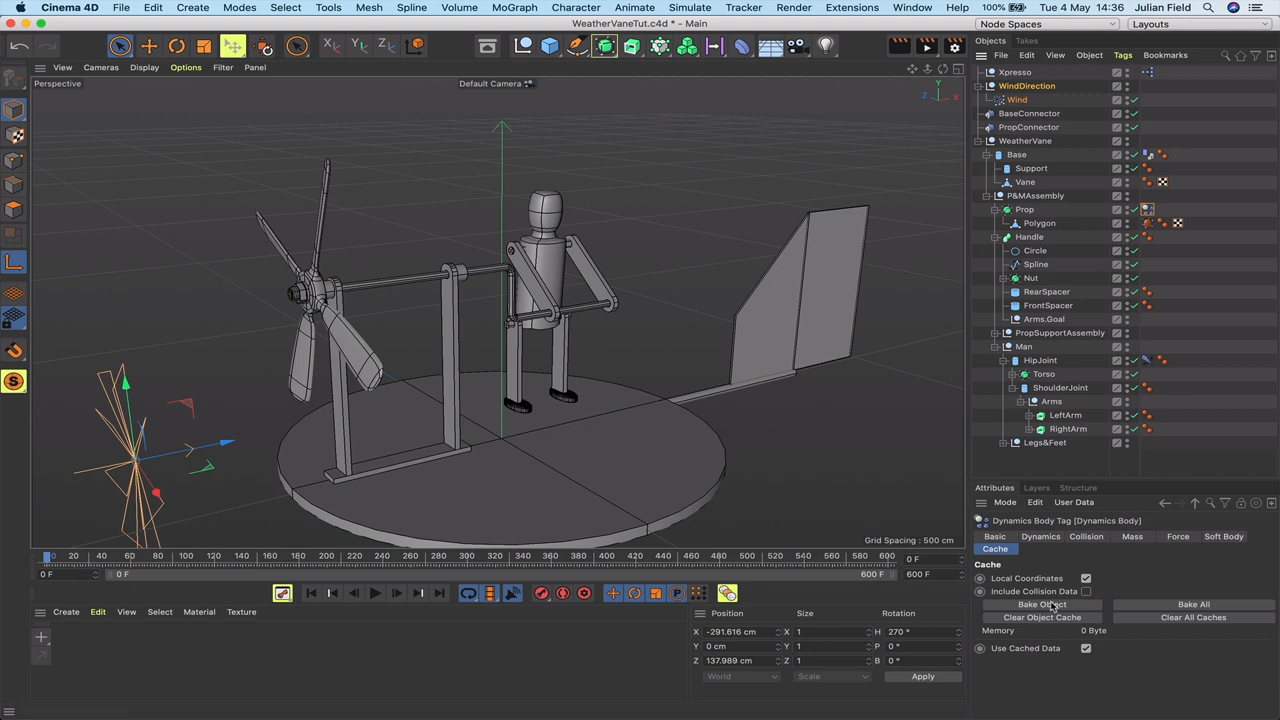 Cinema 4D File Edit Create Modes Select Tools Mesh Spline Volume MoGraph Character Animate Simulate Tracker Render Extensions Window Help 100% Tue 4 May 14:36 Julian Field
WeatherVaneTut.c4d * - Main
Node Spaces Layouts
Objects Takes
File Edit View Object Tags Bookmarks
View Cameras Display Options Filter Panel
Perspective
Default Camera
Y
Z
X
Xpresso
WindDirection
Wind
BaseConnector
PropConnector
WeatherVane
Base
Support
Vane
P&MAssembly
Prop
Polygon
Handle
Circle
Spline
Nut
RearSpacer
FrontSpacer
Arms.Goal
PropSupportAssembly
Man
HipJoint
Torso
ShoulderJoint
Arms
LeftArm
RightArm
Legs&Feet
Grid Spacing : 500 cm
0 20 40 60 80 100 120 140 160 180 200 220 240 260 280 300 320 340 360 380 400 420 440 460 480 500 520 540 560 580 600
0 F
0 F 0 F 600 F 600 F
Create Edit View Select Material Texture
Position Size Rotation
X -291.616 cm X 1 H 270 °
Y 0 cm Y 1 P 0 °
Z 137.989 cm Z 1 B 0 °
World Scale Apply
Attributes Layers Structure
Mode Edit User Data
Dynamics Body Tag [Dynamics Body]
Basic Dynamics Collision Mass Force Soft Body
Cache
Cache
Local Coordinates
Include Collision Data
Bake Object Bake All
Clear Object Cache Clear All Caches
Memory 0 Byte
Use Cached Data